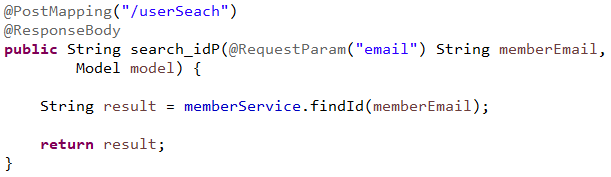 @PostMapping("/userSeach")
@ResponseBody
public String search_idP(@RequestParam("email") String memberEmail,
        Model model) {

    String result = memberService.findId(memberEmail);

    return result;
}